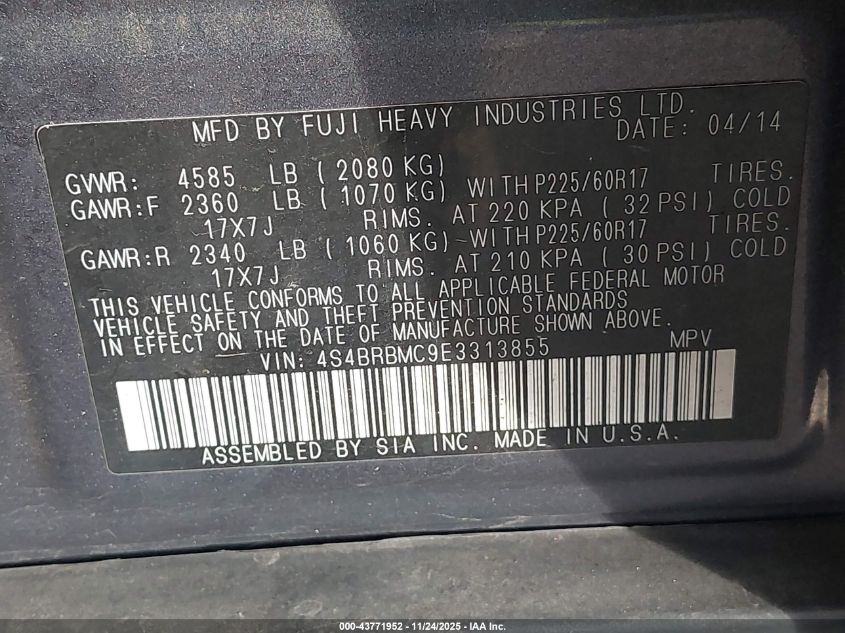 MFD BY FUJI HEAVY INDUSTRIES LTD.
DATE: 04/14
GVWR: 4585 LB ( 2080 KG)
GAWR:F 2360 LB ( 1070 KG) WITH P225/60R17 TIRES.
17X7J RIMS. AT 220 KPA ( 32 PSI) COLD
GAWR:R 2340 LB ( 1060 KG) WITH P225/60R17 TIRES.
17X7J RIMS. AT 210 KPA ( 30 PSI) COLD
THIS VEHICLE CONFORMS TO ALL APPLICABLE FEDERAL MOTOR
VEHICLE SAFETY AND THEFT PREVENTION STANDARDS
IN EFFECT ON THE DATE OF MANUFACTURE SHOWN ABOVE.
VIN: 4S4BRBMC9E3313855 MPV
ASSEMBLED BY SIA INC. MADE IN U.S.A.
000-43771952 - 11/24/2025 - IAA Inc.